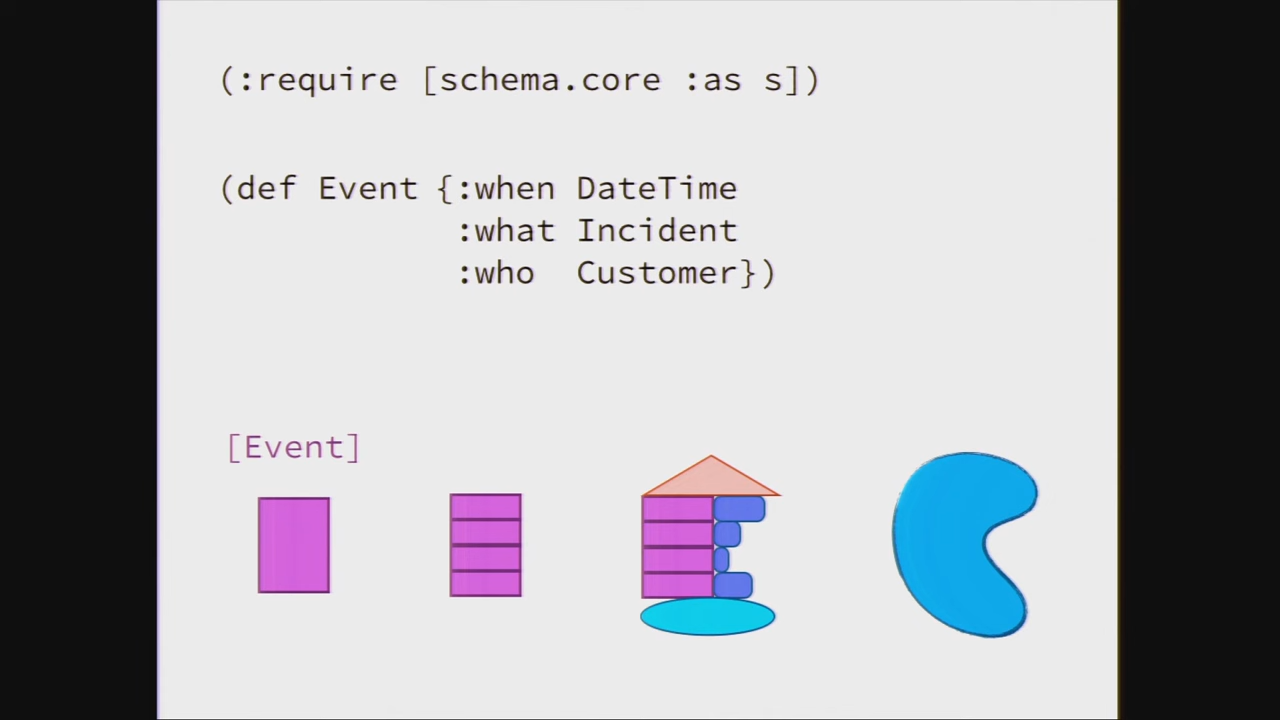 (:require [schema.core :as s])
(def Event {:when DateTime
:what Incident
:who Customer})
[Event]